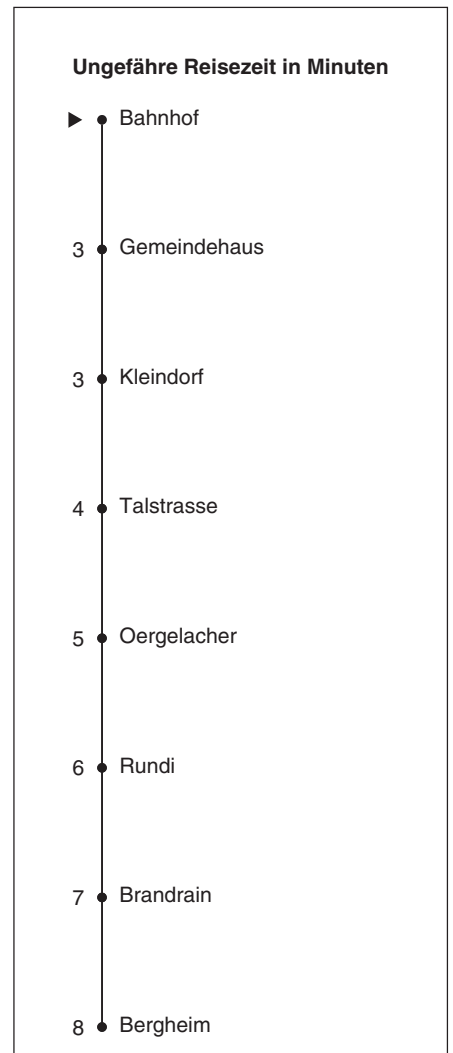 Ungefähre Reisezeit in Minuten
Bahnhof
3 Gemeindehaus
3 Kleindorf
4 Talstrasse
5 Oergelacher
6 Rundi
7 Brandrain
8 Bergheim